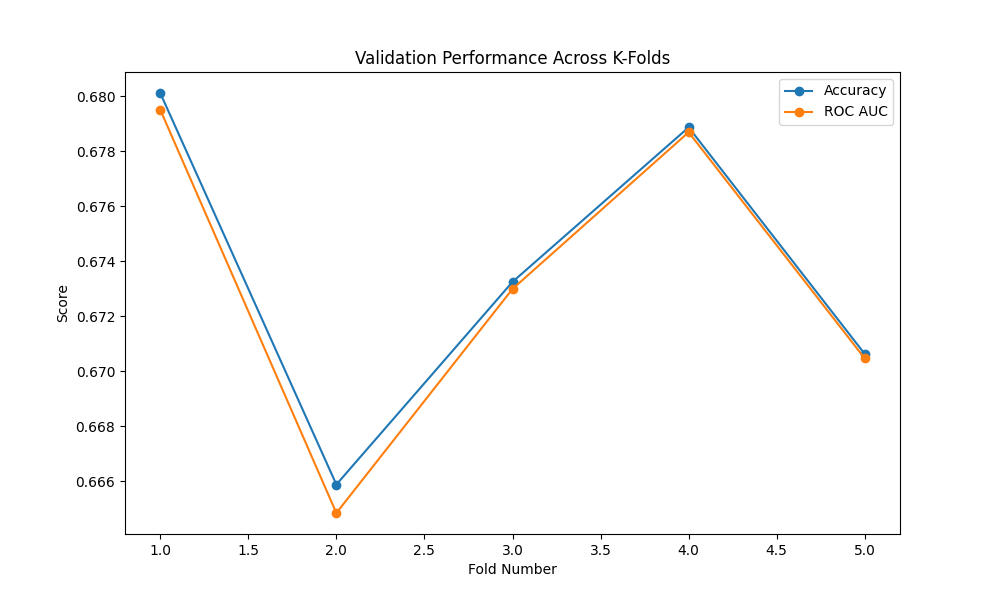 Validation Performance Across K-Folds
Accuracy
ROC AUC
0.680
0.678
0.676
0.674
0.672
0.670
0.668
0.666
Score
1.0 1.5 2.0 2.5 3.0 3.5 4.0 4.5 5.0
Fold Number